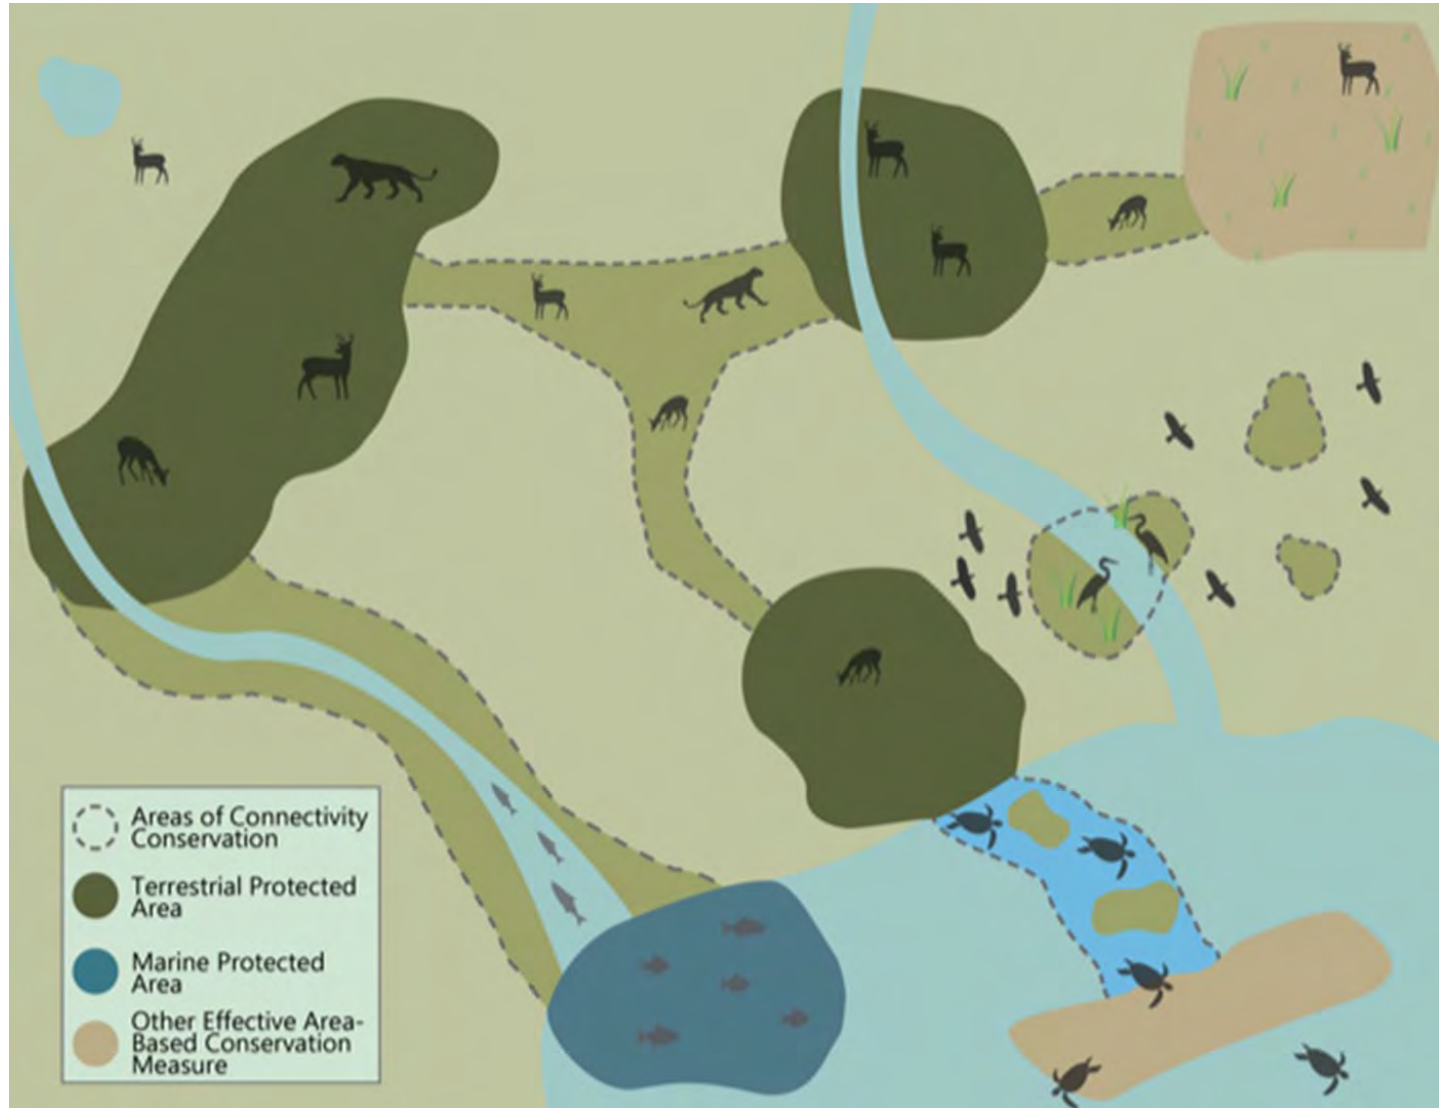 Areas of Connectivity
Conservation
Terrestrial Protected
Area
Marine Protected
Area
Other Effective Area-
Based Conservation
Measure